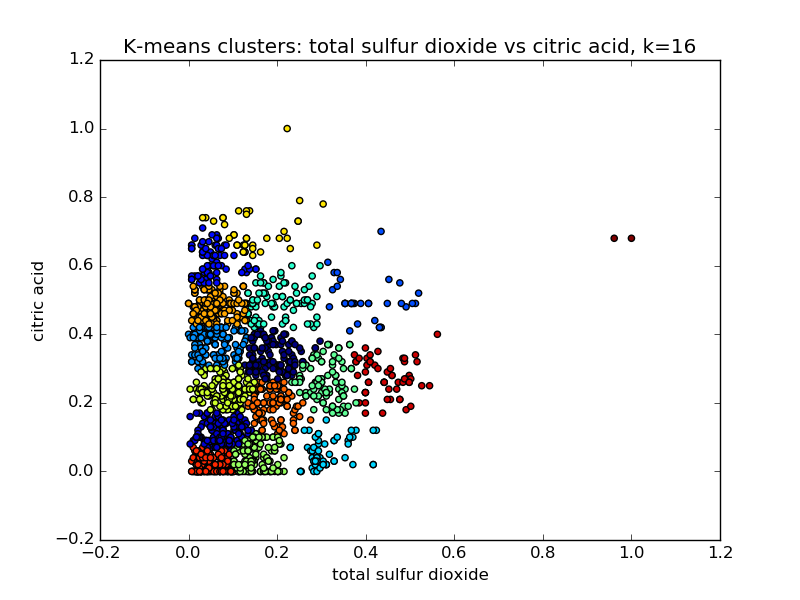 K-means clusters: total sulfur dioxide vs citric acid, k=16
1.2
1.0
0.8
0.6
0.4
0.2
0.0
−0.2
citric acid
−0.2 0.0 0.2 0.4 0.6 0.8 1.0 1.2
total sulfur dioxide